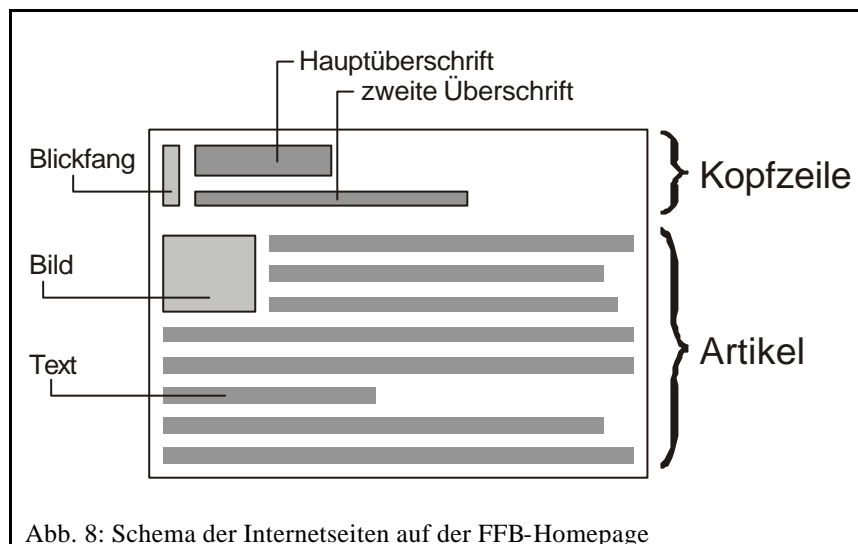 Hauptüberschrift
zweite Überschrift
Blickfang
Kopfzeile
Bild
Artikel
Text
Abb. 8: Schema der Internetseiten auf der FFB-Homepage